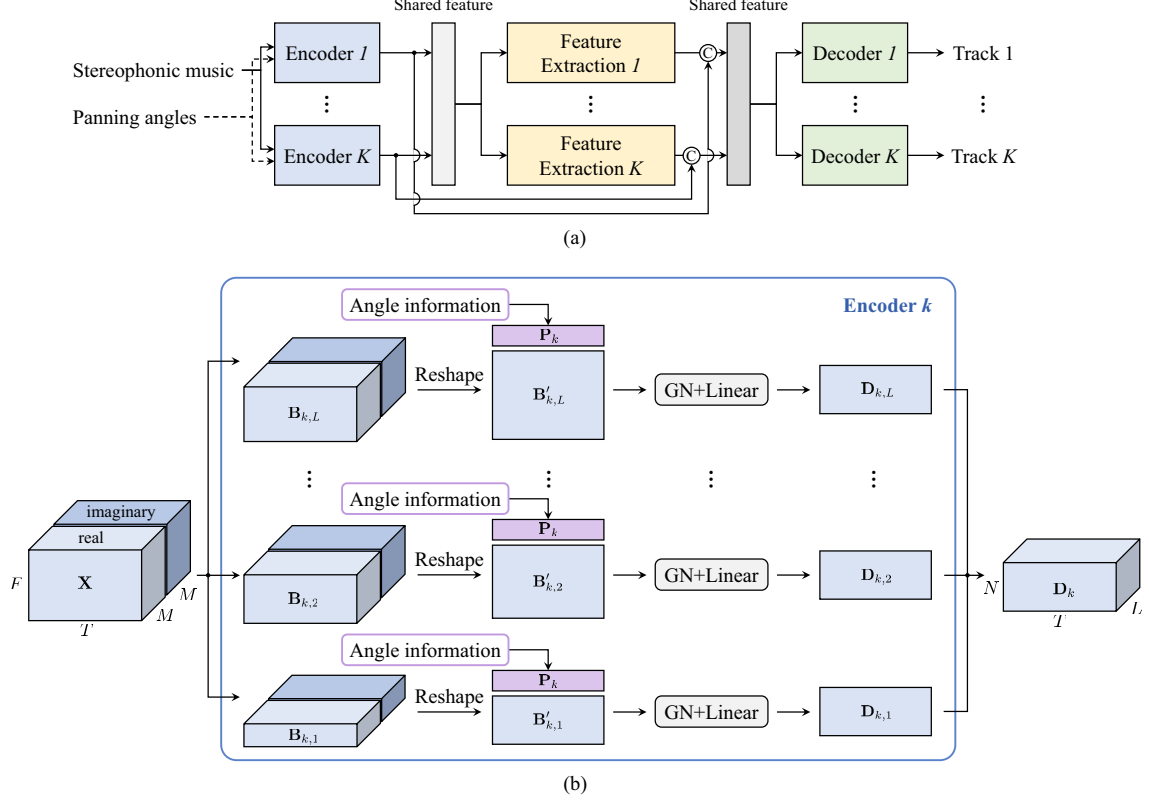 Shared feature
Shared feature
Stereophonic music
Panning angles
Encoder 1
⋮
Encoder K
Feature
Extraction 1
⋮
Feature
Extraction K
C
C
Decoder 1
⋮
Decoder K
Track 1
⋮
Track K
(a)
Encoder k
Angle information
P_k
B_{k,L}
Reshape
B'_{k,L}
GN+Linear
D_{k,L}
⋮ ⋮ ⋮ ⋮
imaginary
real
X
F
T
M
M
Angle information
P_k
B_{k,2}
Reshape
B'_{k,2}
GN+Linear
D_{k,2}
Angle information
P_k
B_{k,1}
Reshape
B'_{k,1}
GN+Linear
D_{k,1}
N
D_k
T
L
(b)